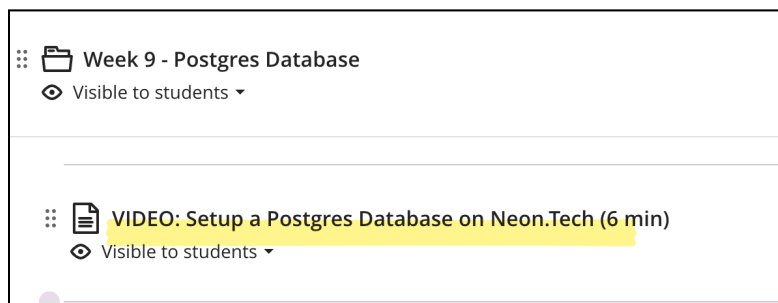 Week 9 - Postgres Database
Visible to students
VIDEO: Setup a Postgres Database on Neon.Tech (6 min)
Visible to students